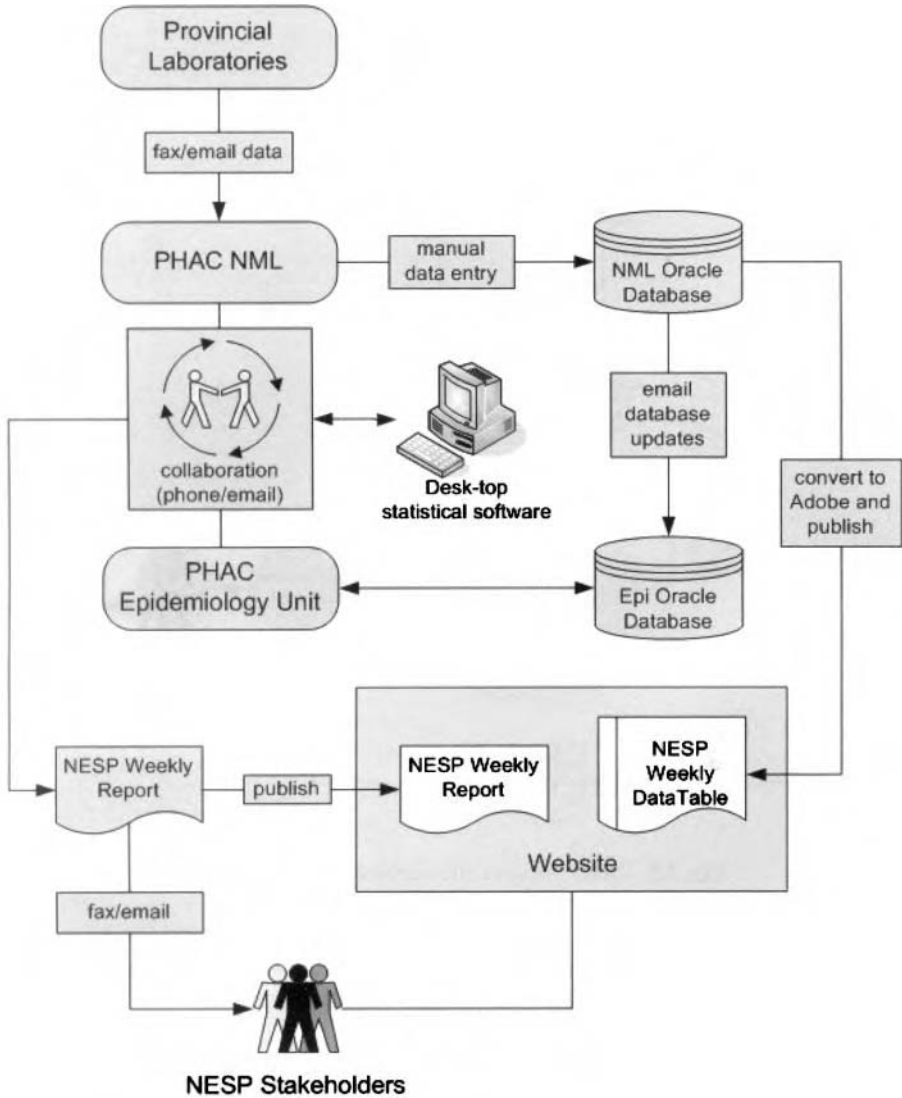 Provincial
Laboratories
fax/email data
PHAC NML
manual
data entry
NML Oracle
Database
collaboration
(phone/email)
Desk-top
statistical software
email
database
updates
convert to
Adobe and
publish
PHAC
Epidemiology Unit
Epi Oracle
Database
NESP Weekly
Report
publish
NESP Weekly
Report
NESP
Weekly
DataTable
Website
fax/email
NESP Stakeholders